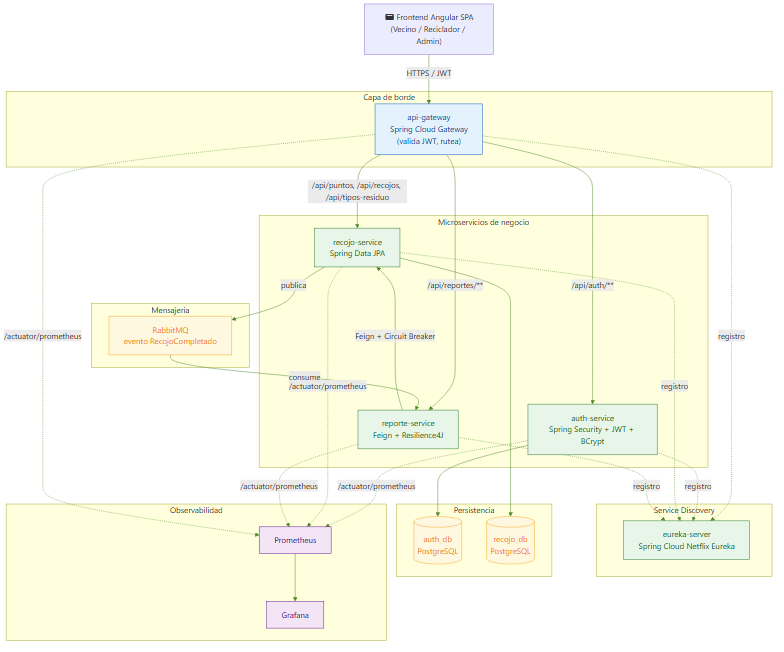 Frontend Angular SPA
(Vecino / Reciclador /
Admin)
HTTPS / JWT
Capa de borde
api-gateway
Spring Cloud Gateway
(valida JWT, rutea)
/api/puntos, /api/recojos,
/api/tipos-residuo
Microservicios de negocio
recojo-service
Spring Data JPA
publica
/api/reportes/**
/api/auth/**
Mensajería
RabbitMQ
evento RecojoCompletado
/actuator/prometheus
Feign + Circuit Breaker
registro
consume
/actuator/prometheus
registro
reporte-service
Feign + Resilience4J
auth-service
Spring Security + JWT +
BCrypt
/actuator/prometheus
/actuator/prometheus
registro
registro
Observabilidad
Persistencia
Service Discovery
Prometheus
auth_db
PostgreSQL
recojo_db
PostgreSQL
eureka-server
Spring Cloud Netflix Eureka
Grafana